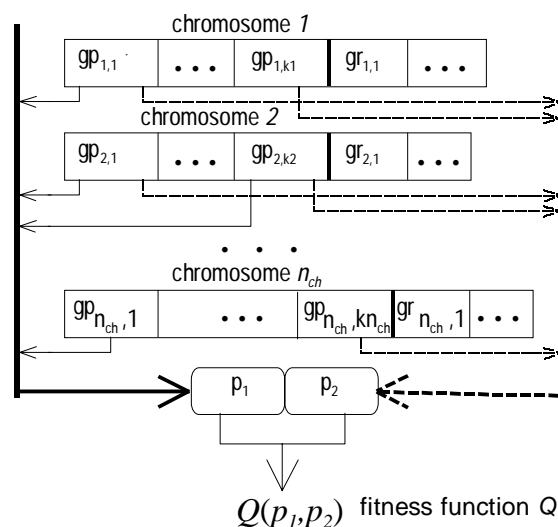 chromosome 1
gp1,1 . . . gp1,k1 gr1,1 . . .
chromosome 2
gp2,1 . . . gp2,k2 gr2,1 . . .
. . .
chromosome nch
gpnch,1 . . . gpnch,knch grnch,1 . . .
p1 p2
Q(p1,p2) fitness function Q